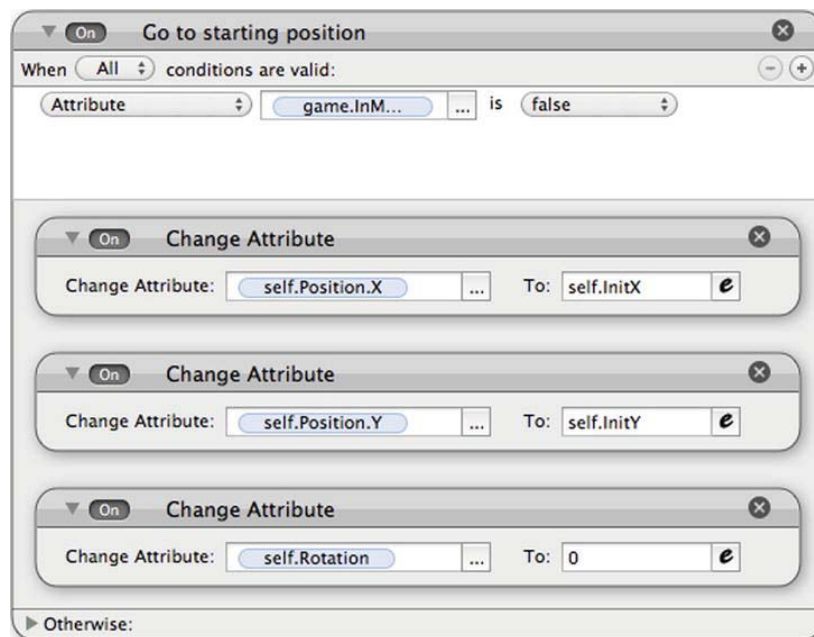 On Go to starting position
When All conditions are valid:
Attribute game.InM... ... is false
On Change Attribute
Change Attribute: self.Position.X ... To: self.InitX e
On Change Attribute
Change Attribute: self.Position.Y ... To: self.InitY e
On Change Attribute
Change Attribute: self.Rotation ... To: 0 e
Otherwise: